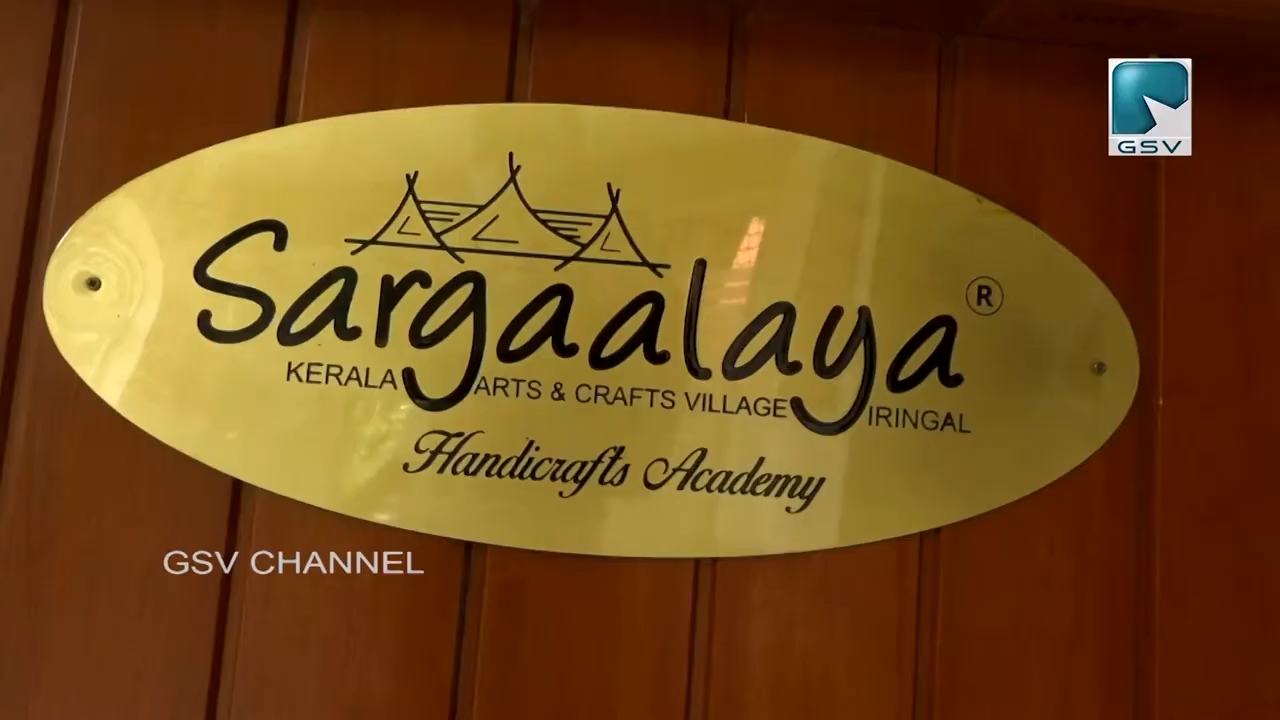 GSV
Sargaalaya ®
KERALA ARTS & CRAFTS VILLAGE IRINGAL
Handicrafts Academy
GSV CHANNEL